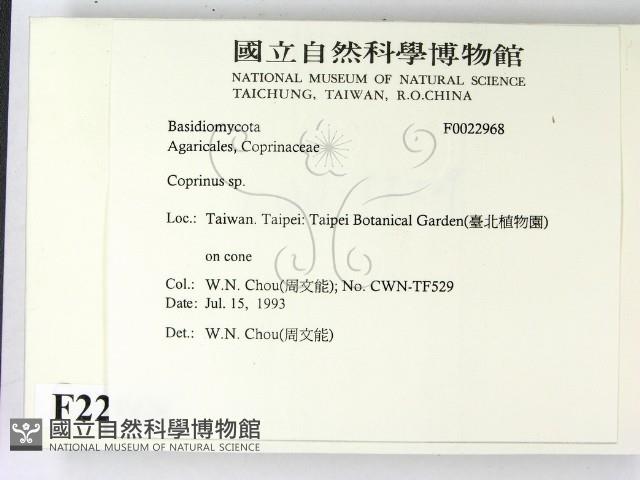 國立自然科學博物館
NATIONAL MUSEUM OF NATURAL SCIENCE
TAICHUNG, TAIWAN, R.O.CHINA
Basidiomycota F0022968
Agaricales, Coprinaceae
Coprinus sp.
Loc.: Taiwan. Taipei: Taipei Botanical Garden(臺北植物園)
on cone
Col.: W.N. Chou(周文能); No. CWN-TF529
Date: Jul. 15, 1993
Det.: W.N. Chou(周文能)
F22
國立自然科學博物館
NATIONAL MUSEUM OF NATURAL SCIENCE